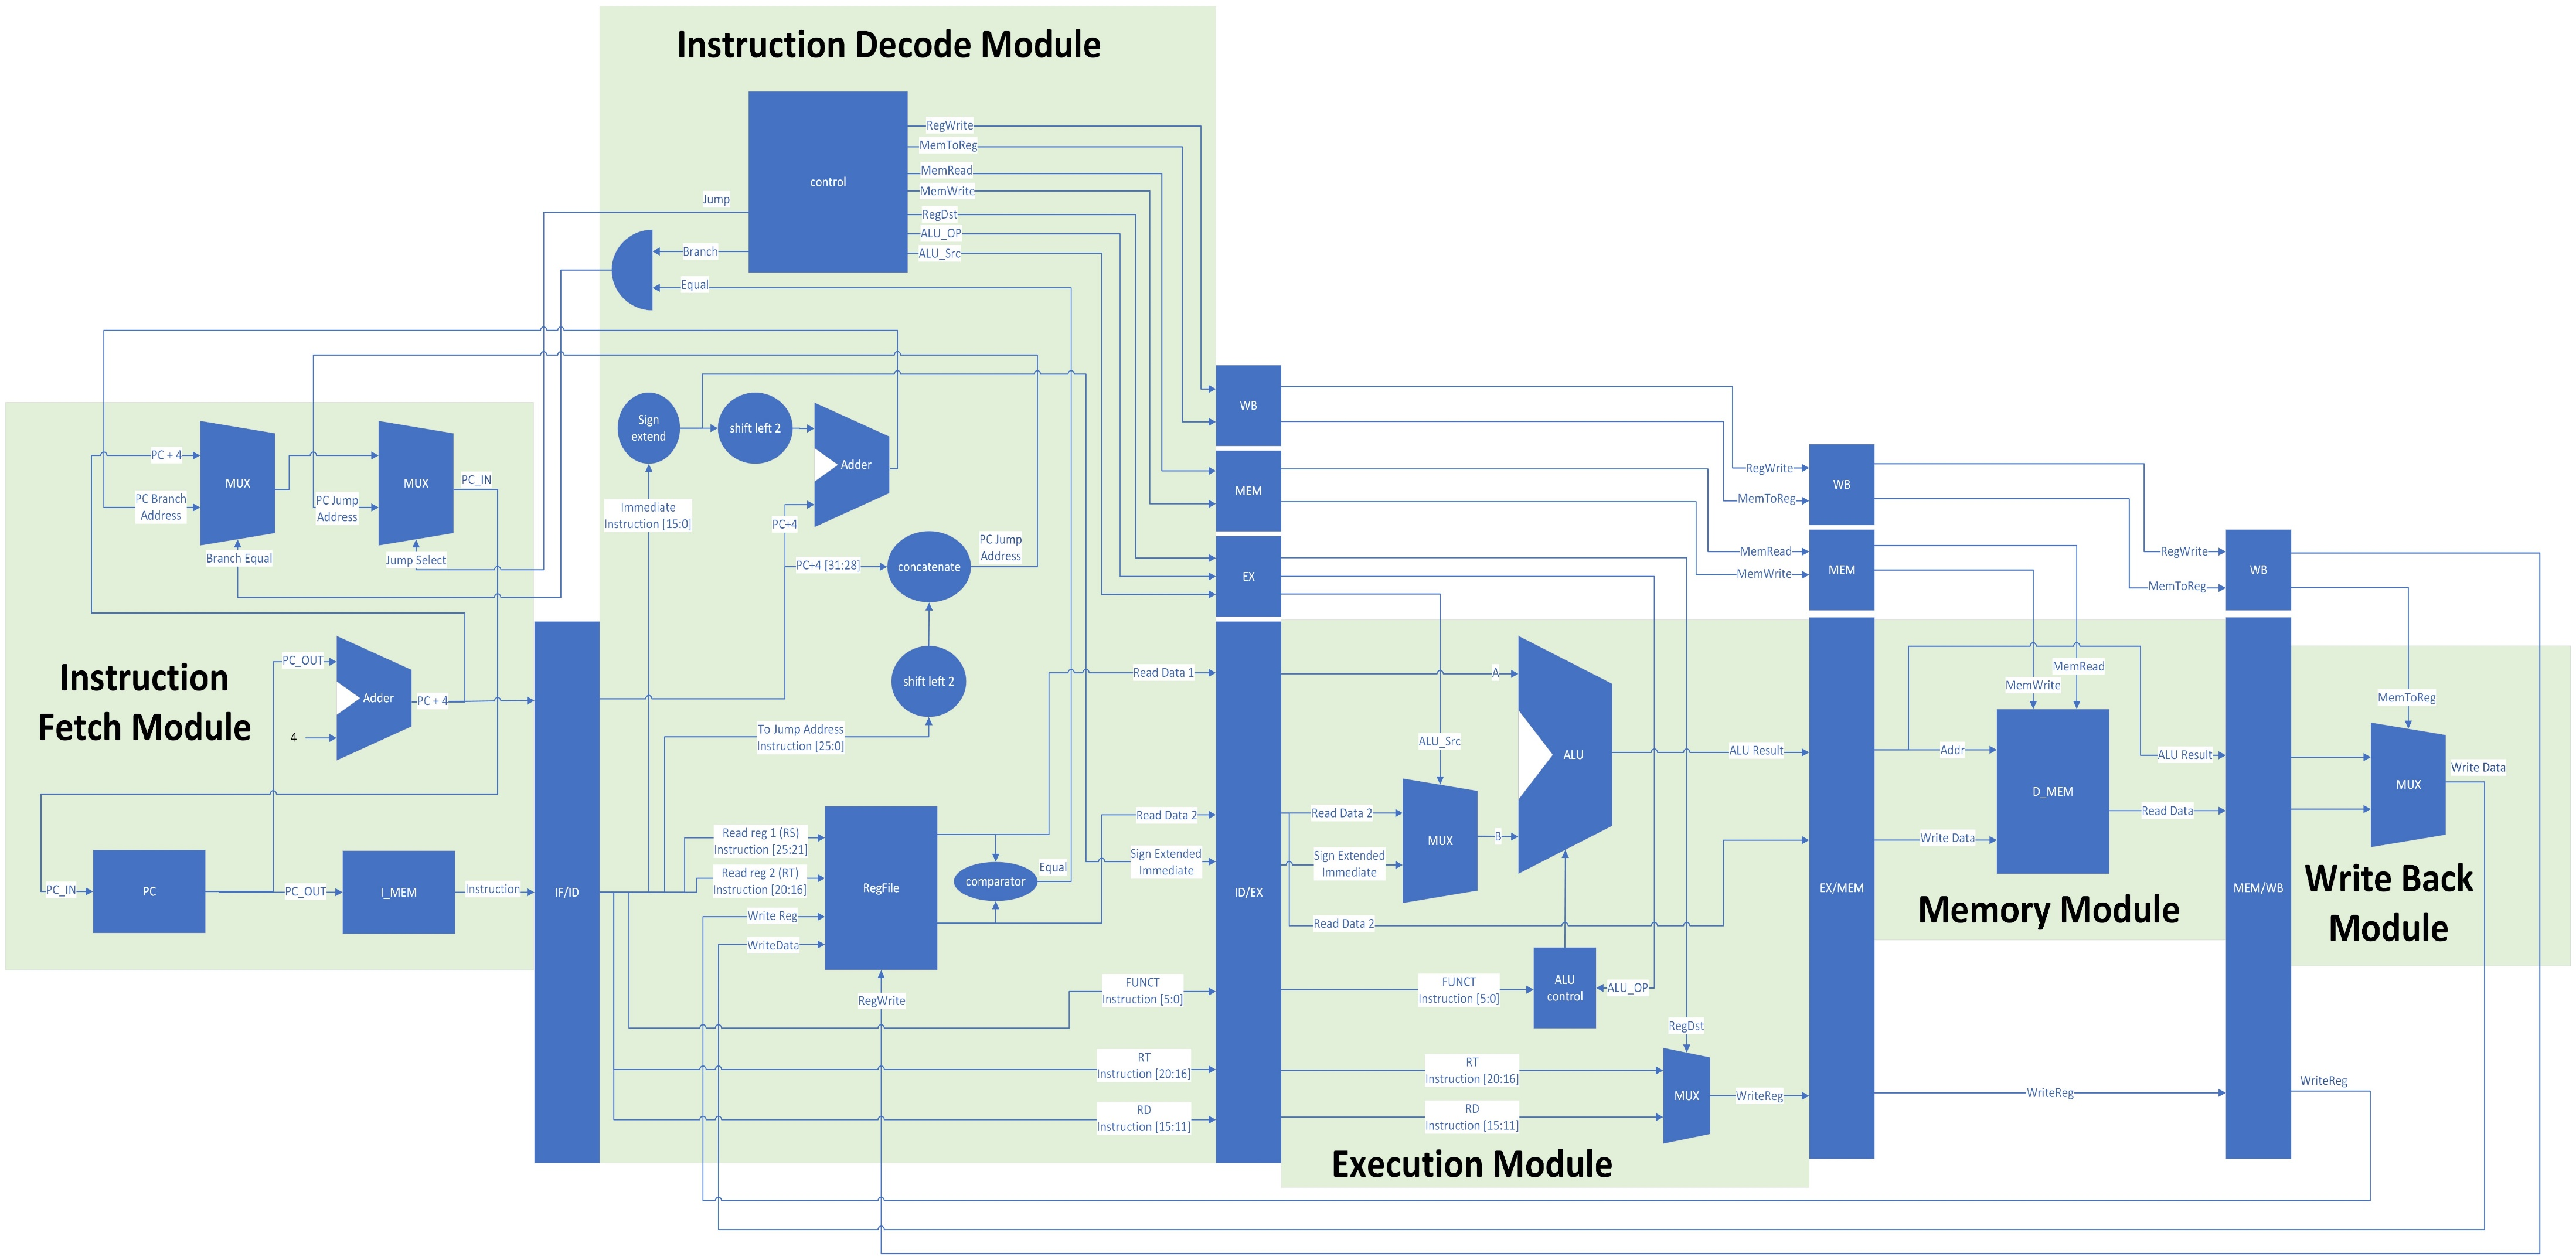 Instruction Decode Module
control
RegWrite
MemToReg
MemRead
MemWrite
RegDst
ALU_OP
ALU_Src
Jump
Branch
Equal
Sign
extend
shift left 2
Adder
Immediate
Instruction [15:0]
PC+4
PC+4 [31:28]
concatenate
PC Jump
Address
shift left 2
To Jump Address
Instruction [25:0]
Read reg 1 (RS)
Instruction [25:21]
Read reg 2 (RT)
Instruction [20:16]
Write Reg
WriteData
RegFile
RegWrite
comparator
Equal
Read Data 1
Read Data 2
Sign Extended
Immediate
FUNCT
Instruction [5:0]
RT
Instruction [20:16]
RD
Instruction [15:11]
PC + 4
PC Branch
Address
MUX
Branch Equal
PC Jump
Address
MUX
Jump Select
PC_IN
Instruction
Fetch Module
PC_OUT
4
Adder
PC + 4
PC_IN
PC
PC_OUT
I_MEM
Instruction
IF/ID
WB
MEM
EX
ID/EX
A
ALU_Src
Read Data 2
Sign Extended
Immediate
MUX
B
ALU
ALU Result
Read Data 2
FUNCT
Instruction [5:0]
ALU
control
ALU_OP
RegDst
RT
Instruction [20:16]
RD
Instruction [15:11]
MUX
WriteReg
Execution Module
RegWrite
MemToReg
WB
MemRead
MemWrite
MEM
EX/MEM
MemRead
MemWrite
Addr
Write Data
D_MEM
ALU Result
Read Data
Memory Module
WriteReg
RegWrite
MemToReg
WB
MEM/WB
MemToReg
MUX
Write Data
Write Back
Module
WriteReg